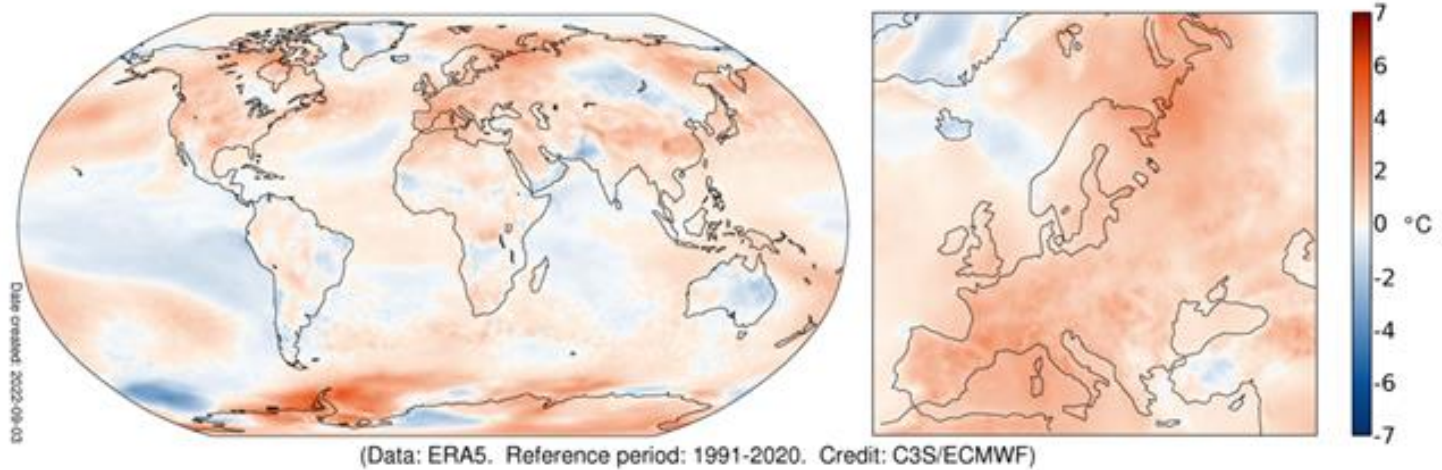 7
6
4
2
0 °C
-2
-4
-6
-7
Date created: 2022-09-03
(Data: ERA5. Reference period: 1991-2020. Credit: C3S/ECMWF)